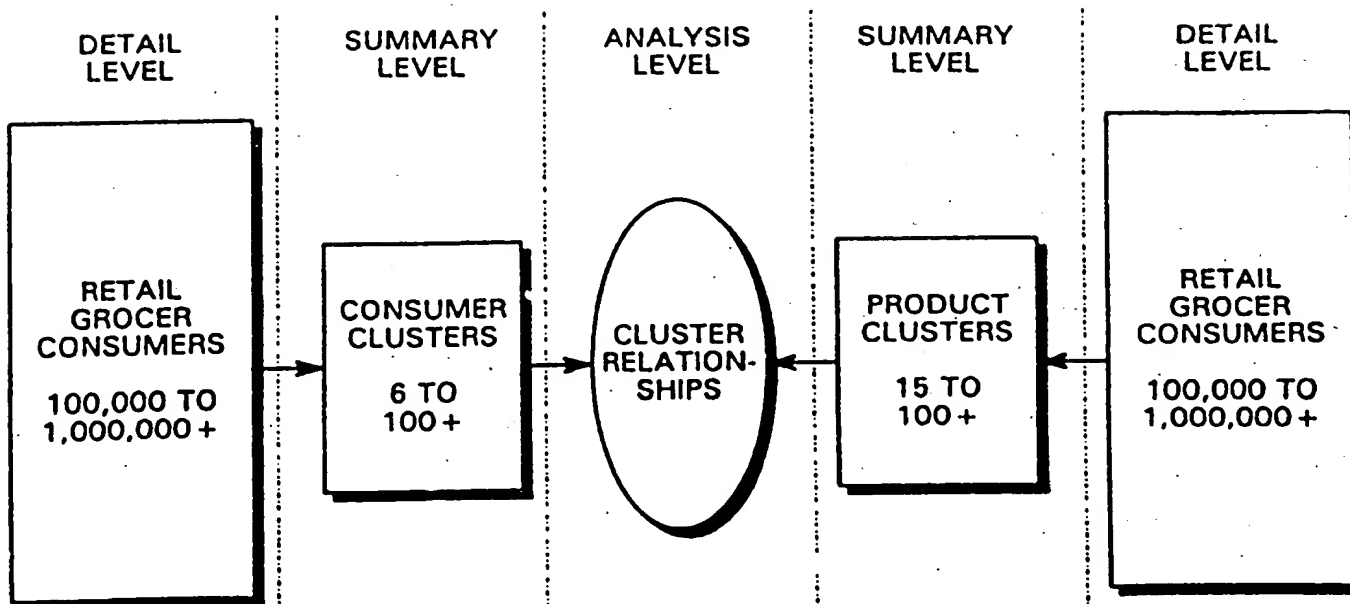 DETAIL
LEVEL
SUMMARY
LEVEL
ANALYSIS
LEVEL
SUMMARY
LEVEL
DETAIL
LEVEL
RETAIL
GROCER
CONSUMERS
100,000 TO
1,000,000+
CONSUMER
CLUSTERS
6 TO
100+
CLUSTER
RELATION-
SHIPS
PRODUCT
CLUSTERS
15 TO
100+
RETAIL
GROCER
CONSUMERS
100,000 TO
1,000,000+